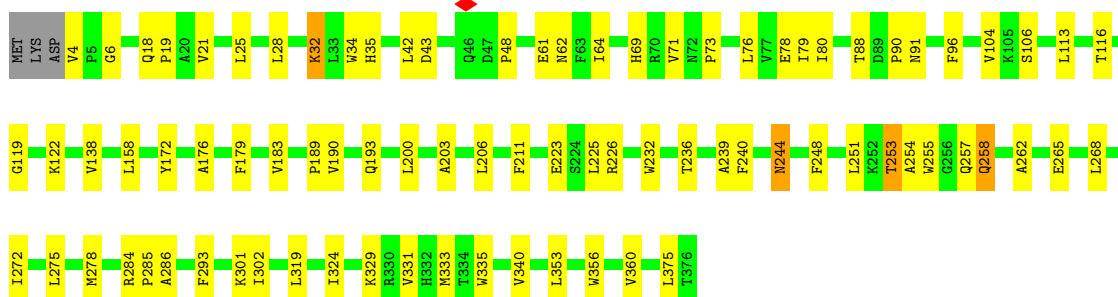 MET LYS ASP V4 P5 G6 Q18 P19 A20 V21 L25 L28 K32 L33 W34 H35 L42 D43 Q46 D47 P48 E61 N62 F63 I64 H69 R70 V71 N72 P73 L76 V77 E78 I79 I80 T88 D89 P90 N91 F96 V104 K105 S106 L113 T116
G119 K122 V138 L158 Y172 A176 F179 V183 P189 V190 Q193 L200 A203 L206 F211 E223 S224 L225 R226 W232 T236 A239 F240 N244 F248 L251 K252 T253 A254 W255 G256 Q257 Q258 A262 E265 L268
I272 L275 M278 R284 P285 A286 F293 K301 I302 L319 I324 K329 R330 V331 H332 M333 T334 W335 V340 L353 W356 V360 L375 T376